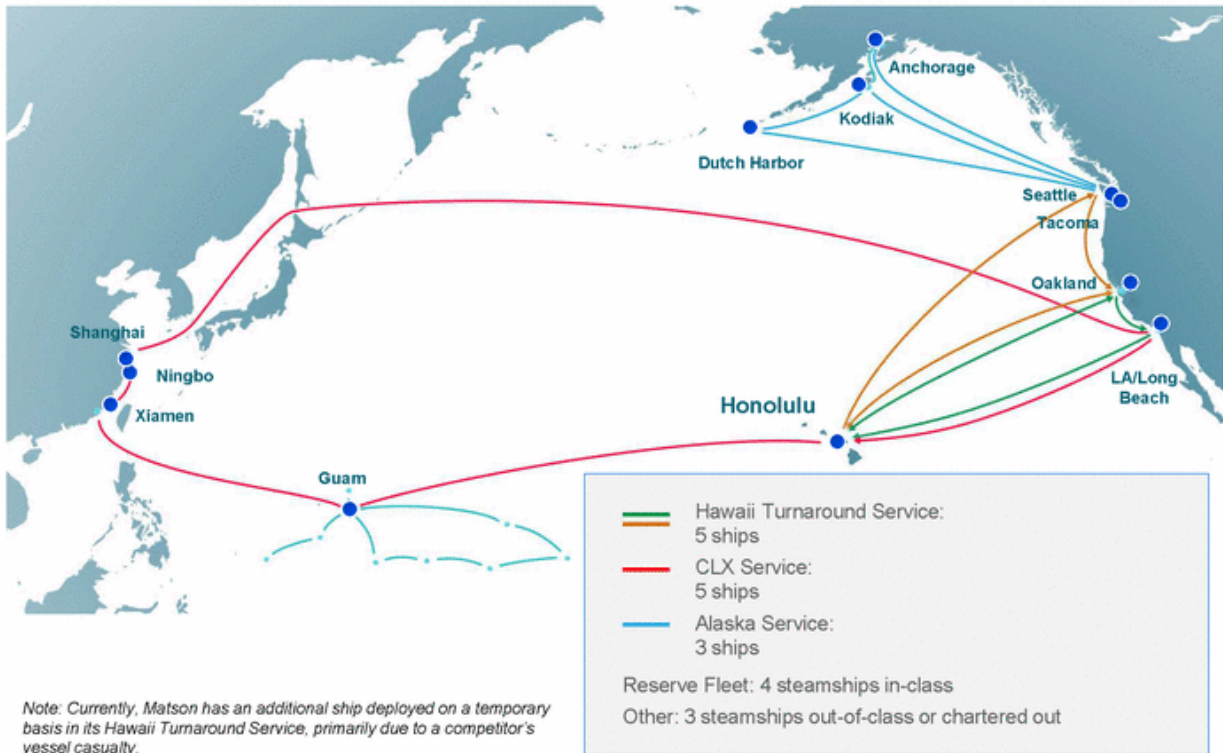 Anchorage
Kodiak
Dutch Harbor
Seattle
Tacoma
Oakland
Shanghai
Ningbo
LA/Long
Beach
Xiamen
Honolulu
Guam
Hawaii Turnaround Service:
5 ships
CLX Service:
5 ships
Alaska Service:
3 ships
Reserve Fleet: 4 steamships in-class
Other: 3 steamships out-of-class or chartered out
Note: Currently, Matson has an additional ship deployed on a temporary
basis in its Hawaii Turnaround Service, primarily due to a competitor's
vessel casualty.